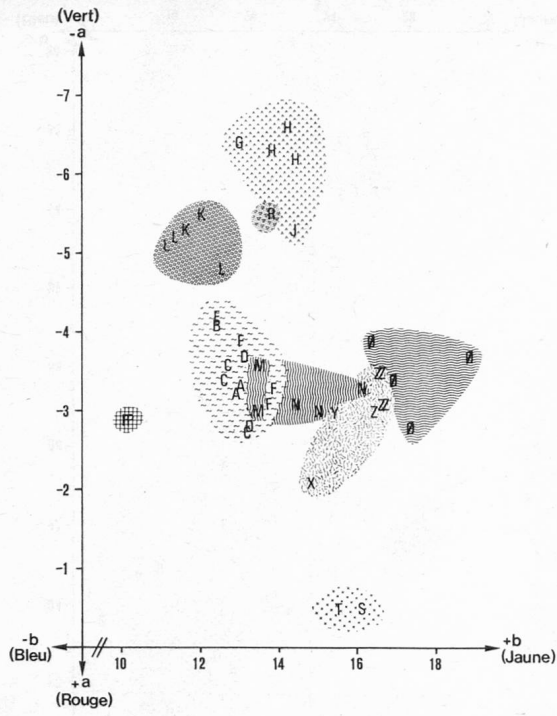 (Vert)
-a
-7
G H H H
-6
K R
L L K J
-5
L
-4
E
B
F Ø
D M Z Ø
C
C A F N Ø
A
-3
M F N N Y Z Z
D
C Ø
-2
X
-1
T S
-b +b
(Bleu) 10 12 14 16 18 (Jaune)
+a
(Rouge)